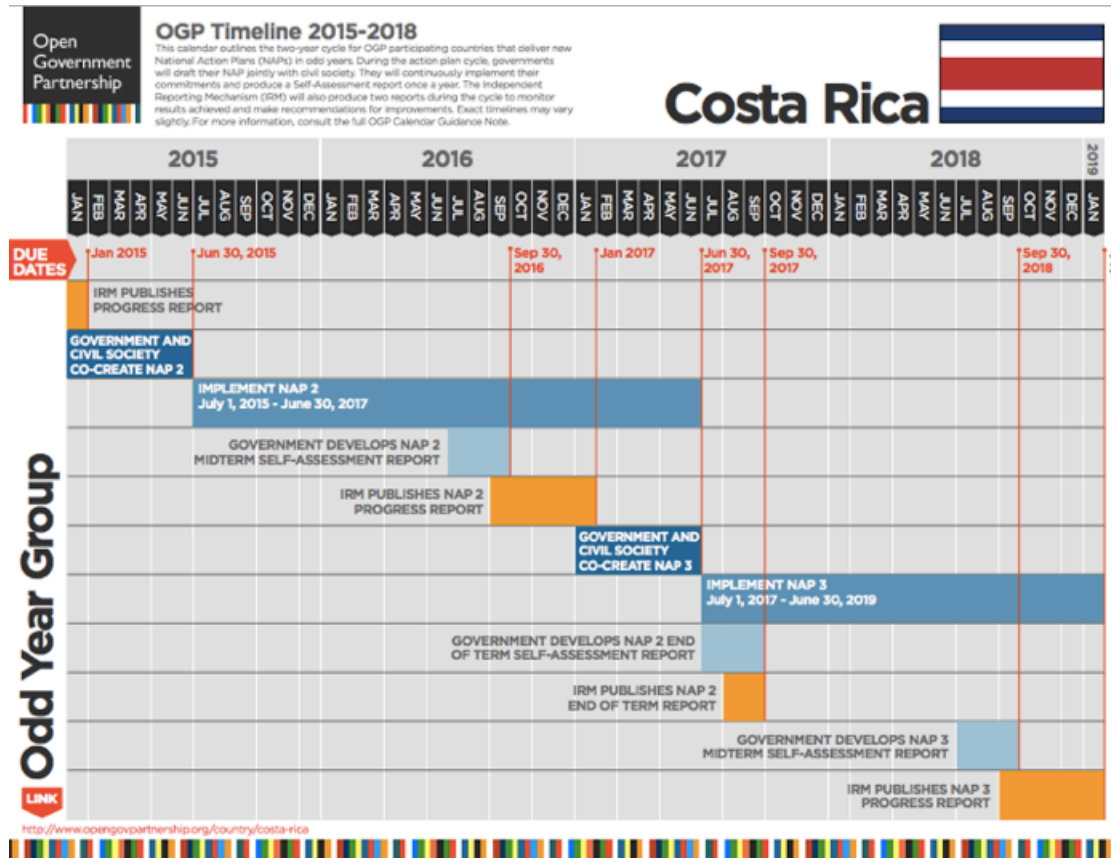 Open
Government
Partnership
OGP Timeline 2015-2018
This calendar outlines the two-year cycle for OGP participating countries that deliver new
National Action Plans (NAPs) in odd years. During the action plan cycle, governments
will draft their NAP jointly with civil society. They will continuously implement their
commitments and produce a Self-Assessment report once a year. The Independent
Reporting Mechanism (IRM) will also produce two reports during the cycle to monitor
results achieved and make recommendations for improvements. Exact timelines may vary
slightly. For more information, consult the full OGP Calendar Guidance Note.
Costa Rica
2015 2016 2017 2018 2019
JAN FEB MAR APR MAY JUN JUL AUG SEP OCT NOV DEC JAN FEB MAR APR MAY JUN JUL AUG SEP OCT NOV DEC JAN FEB MAR APR MAY JUN JUL AUG SEP OCT NOV DEC JAN FEB MAR APR MAY JUN JUL AUG SEP OCT NOV DEC JAN
DUE
DATES
Jan 2015
Jun 30, 2015
Sep 30,
2016
Jan 2017
Jun 30,
2017
Sep 30,
2017
Sep 30,
2018
IRM PUBLISHES
PROGRESS REPORT
GOVERNMENT AND
CIVIL SOCIETY
CO-CREATE NAP 2
IMPLEMENT NAP 2
July 1, 2015 - June 30, 2017
GOVERNMENT DEVELOPS NAP 2
MIDTERM SELF-ASSESSMENT REPORT
IRM PUBLISHES NAP 2
PROGRESS REPORT
GOVERNMENT AND
CIVIL SOCIETY
CO-CREATE NAP 3
IMPLEMENT NAP 3
July 1, 2017 - June 30, 2019
GOVERNMENT DEVELOPS NAP 2 END
OF TERM SELF-ASSESSMENT REPORT
IRM PUBLISHES NAP 2
END OF TERM REPORT
GOVERNMENT DEVELOPS NAP 3
MIDTERM SELF-ASSESSMENT REPORT
IRM PUBLISHES NAP 3
PROGRESS REPORT
Odd Year Group
LINK
http://www.opengovpartnership.org/country/costa-rica